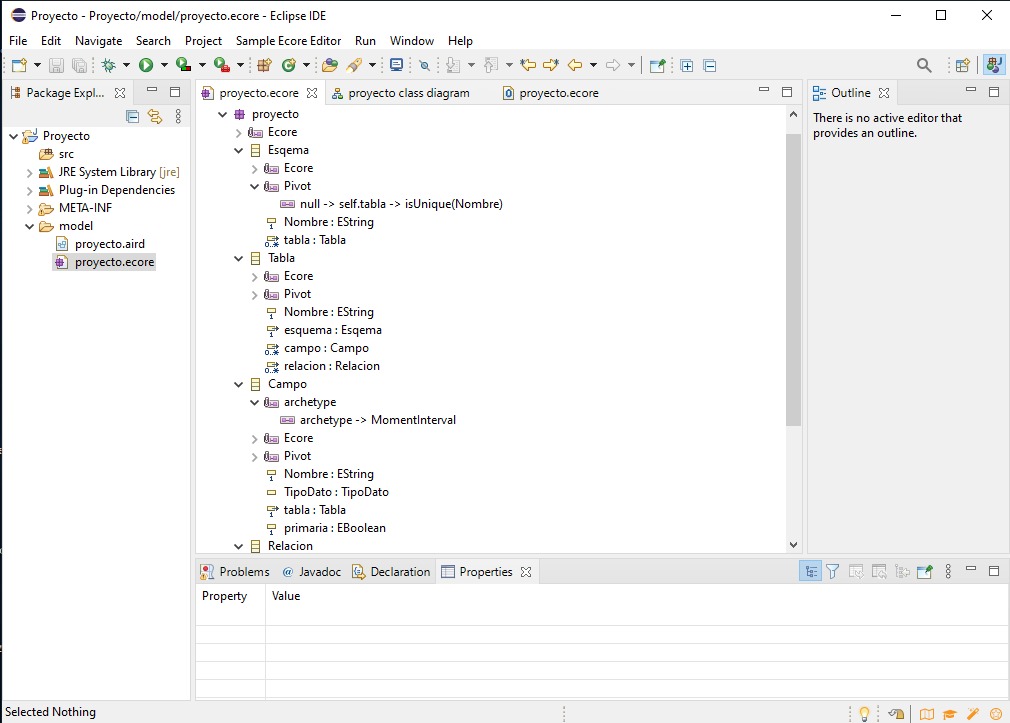 Proyecto - Proyecto/model/proyecto.ecore - Eclipse IDE
File Edit Navigate Search Project Sample Ecore Editor Run Window Help
Package Expl...
Proyecto
src
JRE System Library [jre]
Plug-in Dependencies
META-INF
model
proyecto.aird
proyecto.ecore
proyecto.ecore proyecto class diagram proyecto.ecore
proyecto
Ecore
Esqema
Ecore
Pivot
null -> self.tabla -> isUnique(Nombre)
Nombre : EString
tabla : Tabla
Tabla
Ecore
Pivot
Nombre : EString
esquema : Esqema
campo : Campo
relacion : Relacion
Campo
archetype
archetype -> MomentInterval
Ecore
Pivot
Nombre : EString
TipoDato : TipoDato
tabla : Tabla
primaria : EBoolean
Relacion
Outline
There is no active editor that
provides an outline.
Problems @ Javadoc Declaration Properties
Property Value
Selected Nothing